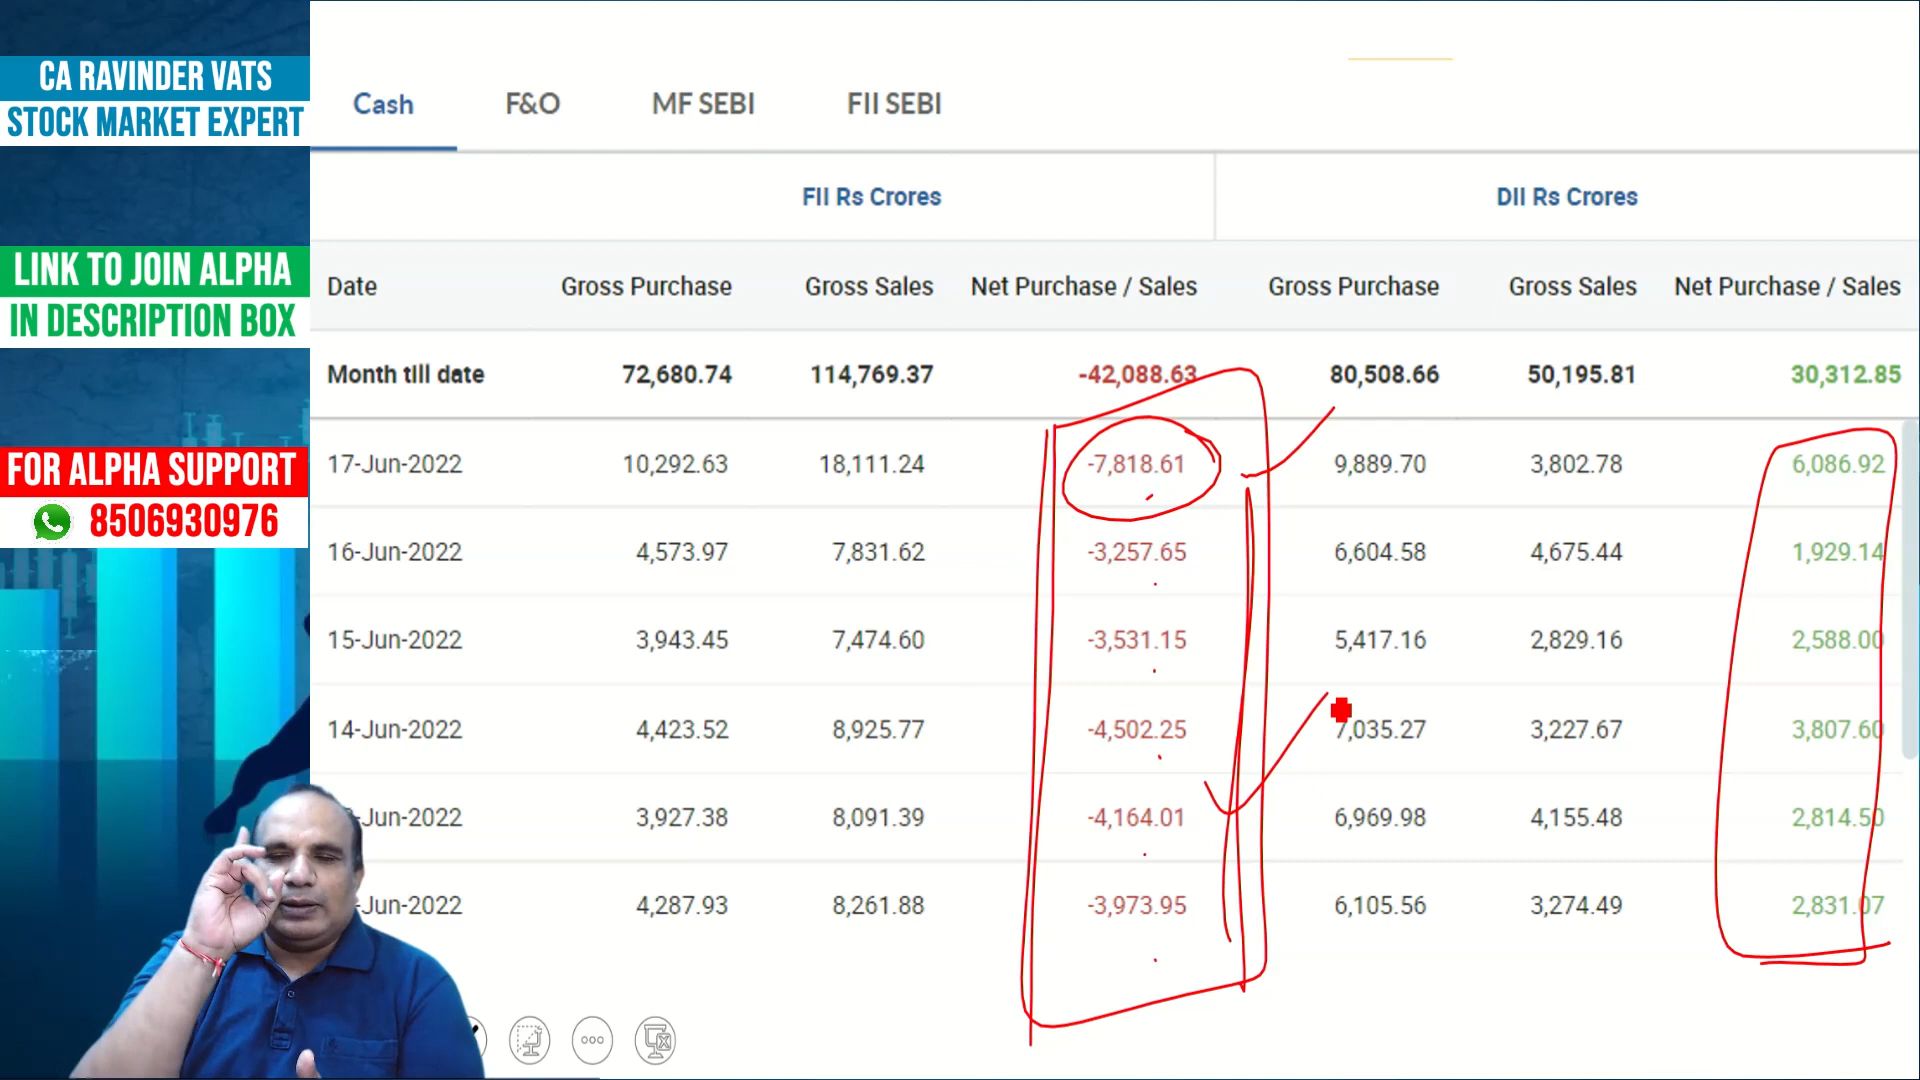 CA RAVINDER VATS
STOCK MARKET EXPERT
LINK TO JOIN ALPHA
IN DESCRIPTION BOX
FOR ALPHA SUPPORT
8506930976
Cash F&O MF SEBI FII SEBI
FII Rs Crores DII Rs Crores
Date Gross Purchase Gross Sales Net Purchase / Sales Gross Purchase Gross Sales Net Purchase / Sales
Month till date 72,680.74 114,769.37 -42,088.63 80,508.66 50,195.81 30,312.85
17-Jun-2022 10,292.63 18,111.24 -7,818.61 9,889.70 3,802.78 6,086.92
16-Jun-2022 4,573.97 7,831.62 -3,257.65 6,604.58 4,675.44 1,929.14
15-Jun-2022 3,943.45 7,474.60 -3,531.15 5,417.16 2,829.16 2,588.00
14-Jun-2022 4,423.52 8,925.77 -4,502.25 7,035.27 3,227.67 3,807.60
-Jun-2022 3,927.38 8,091.39 -4,164.01 6,969.98 4,155.48 2,814.50
-Jun-2022 4,287.93 8,261.88 -3,973.95 6,105.56 3,274.49 2,831.07